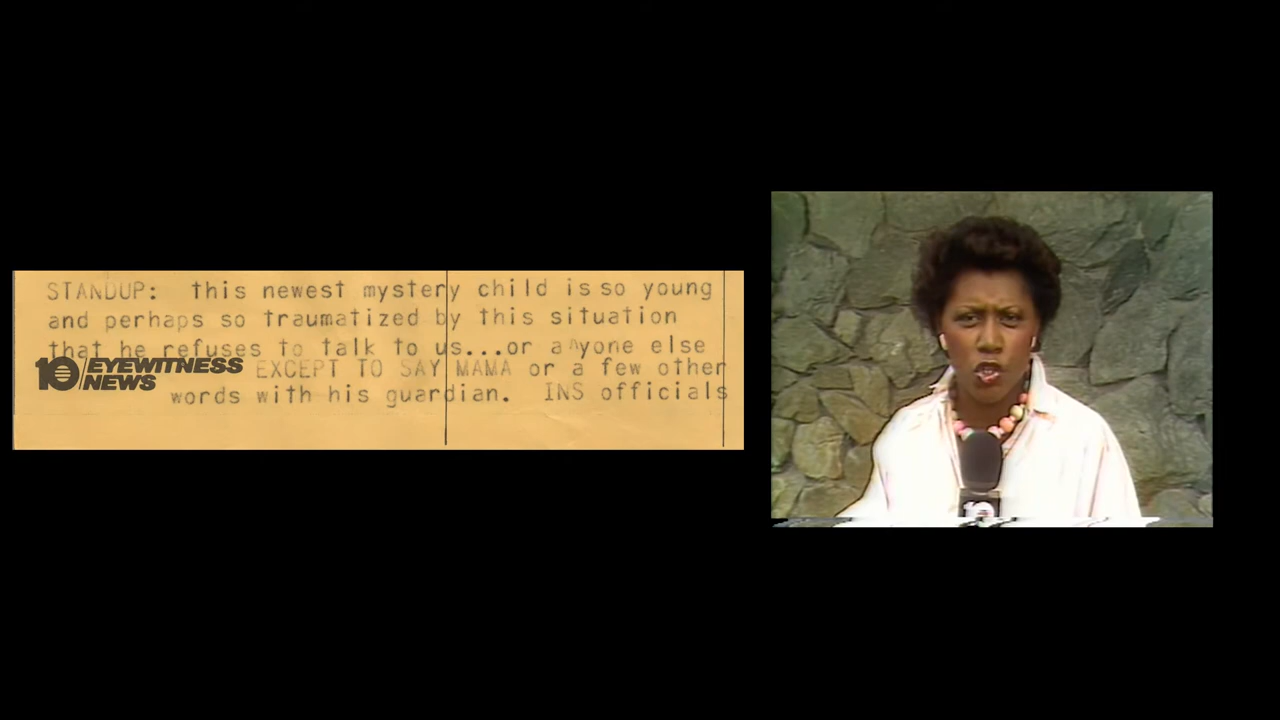 STANDUP: this newest mystery child is so young
and perhaps so traumatized by this situation
that he refuses to talk to us...or a^yone else
10 EYEWITNESS NEWS
EXCEPT TO SAY MAMA or a few other
words with his guardian. INS officials
10